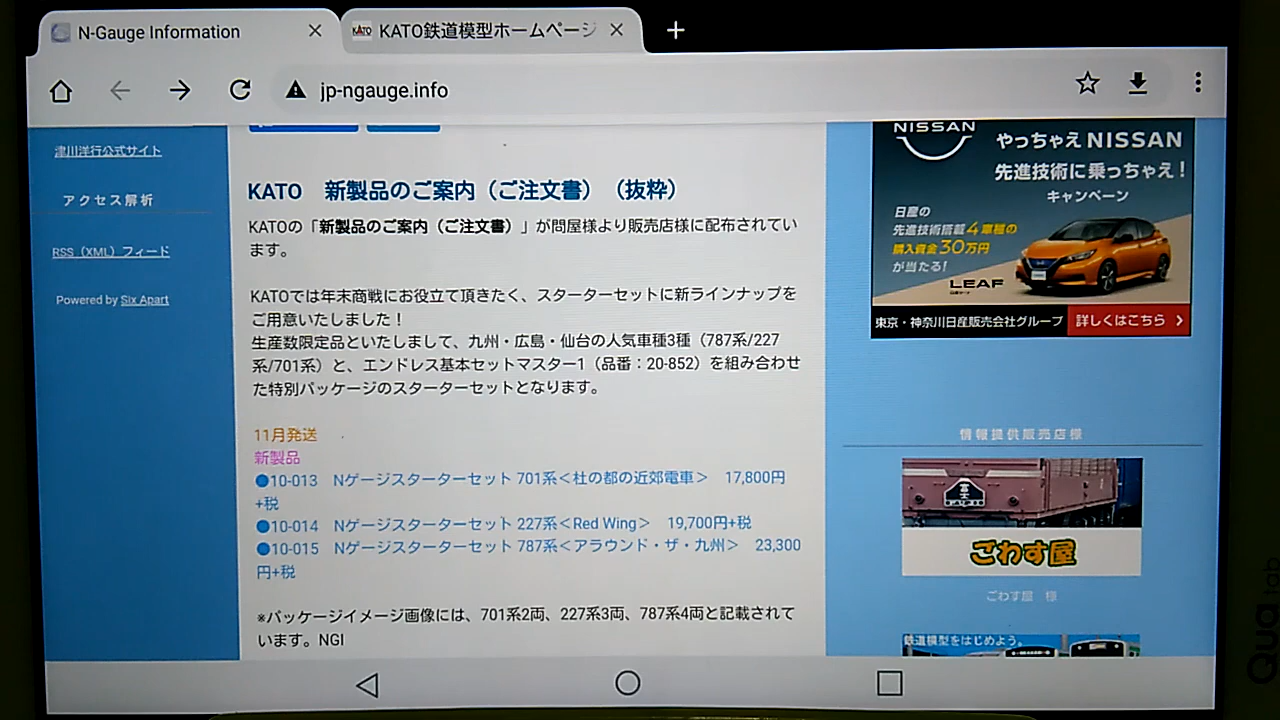 N-Gauge Information
KATO鉄道模型ホームページ
jp-ngauge.info
津川洋行公式サイト
アクセス解析
RSS（XML）フィード
Powered by Six Apart
KATO　新製品のご案内（ご注文書）（抜粋）
KATOの「新製品のご案内（ご注文書）」が問屋様より販売店様に配布されてい
ます。
KATOでは年末商戦にお役立て頂きたく、スターターセットに新ラインナップを
ご用意いたしました！
生産数限定品といたしまして、九州・広島・仙台の人気車種3種（787系/227
系/701系）と、エンドレス基本セットマスター1（品番：20-852）を組み合わせ
た特別パッケージのスターターセットとなります。
11月発送
新製品
●10-013　Nゲージスターターセット 701系＜杜の都の近郊電車＞　17,800円
+税
●10-014　Nゲージスターターセット 227系＜Red Wing＞　19,700円+税
●10-015　Nゲージスターターセット 787系＜アラウンド・ザ・九州＞　23,300
円+税
※パッケージイメージ画像には、701系2両、227系3両、787系4両と記載されて
います。NGI
NISSAN
やっちゃえ NISSAN
先進技術に乗っちゃえ！
キャンペーン
日産の
先進技術搭載4車種の
購入資金30万円
が当たる！
LEAF
東京・神奈川日産販売会社グループ
詳しくはこちら
情報提供販売店様
富士
ごわす屋
ごわす屋　様
鉄道模型をはじめよう。
Qua tab